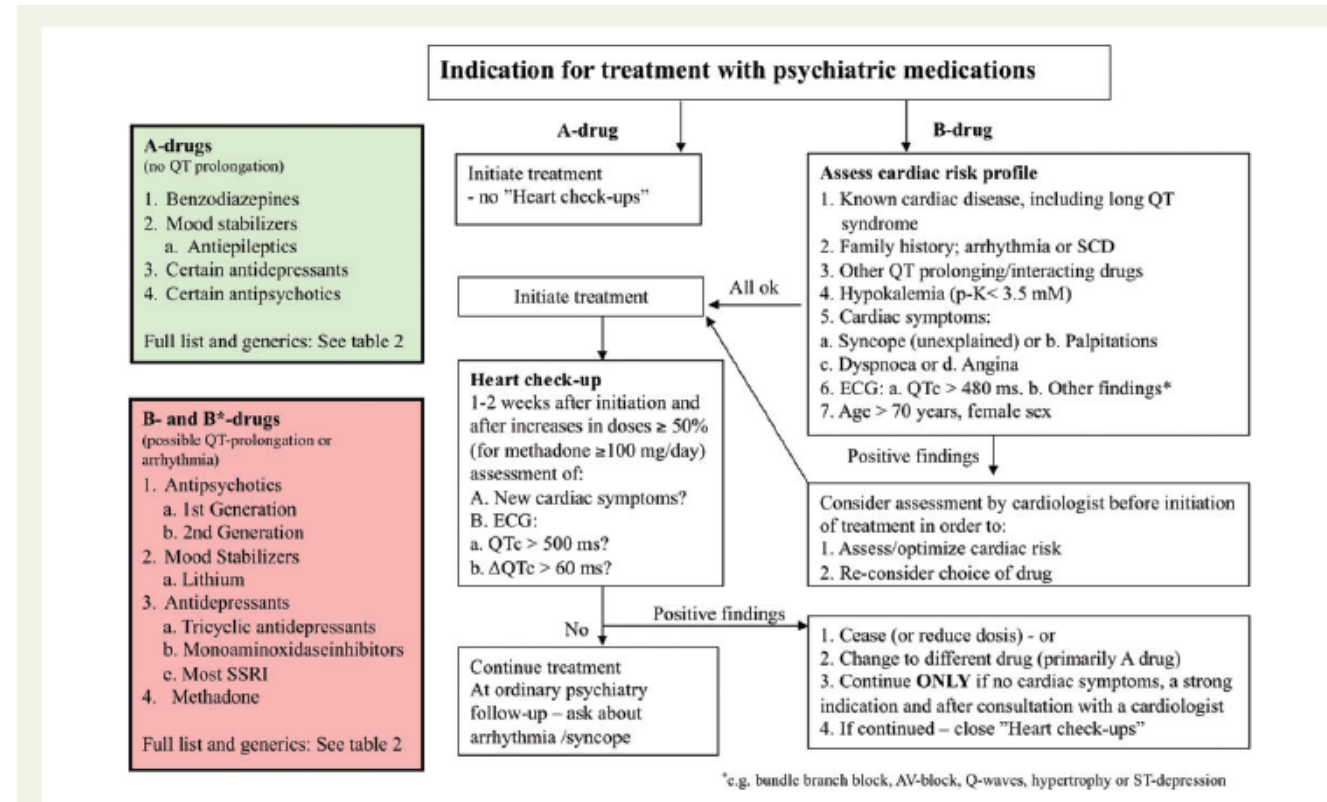 Indication for treatment with psychiatric medications
A-drug
B-drug
A-drugs
(no QT prolongation)
1. Benzodiazepines
2. Mood stabilizers
a. Antiepileptics
3. Certain antidepressants
4. Certain antipsychotics
Full list and generics: See table 2
Initiate treatment
- no "Heart check-ups"
Assess cardiac risk profile
1. Known cardiac disease, including long QT
syndrome
2. Family history; arrhythmia or SCD
3. Other QT prolonging/interacting drugs
4. Hypokalemia (p-K< 3.5 mM)
5. Cardiac symptoms:
a. Syncope (unexplained) or b. Palpitations
c. Dyspnoea or d. Angina
6. ECG: a. QTc > 480 ms. b. Other findings*
7. Age > 70 years, female sex
All ok
Initiate treatment
Positive findings
B- and B*-drugs
(possible QT-prolongation or
arrhythmia)
1. Antipsychotics
a. 1st Generation
b. 2nd Generation
2. Mood Stabilizers
a. Lithium
3. Antidepressants
a. Tricyclic antidepressants
b. Monoaminoxidaseinhibitors
c. Most SSRI
4. Methadone
Full list and generics: See table 2
Heart check-up
1-2 weeks after initiation and
after increases in doses ≥ 50%
(for methadone ≥100 mg/day)
assessment of:
A. New cardiac symptoms?
B. ECG:
a. QTc > 500 ms?
b. ΔQTc > 60 ms?
Consider assessment by cardiologist before initiation
of treatment in order to:
1. Assess/optimize cardiac risk
2. Re-consider choice of drug
No
Positive findings
Continue treatment
At ordinary psychiatry
follow-up – ask about
arrhythmia /syncope
1. Cease (or reduce dosis) - or
2. Change to different drug (primarily A drug)
3. Continue ONLY if no cardiac symptoms, a strong
indication and after consultation with a cardiologist
4. If continued – close "Heart check-ups"
*e.g. bundle branch block, AV-block, Q-waves, hypertrophy or ST-depression